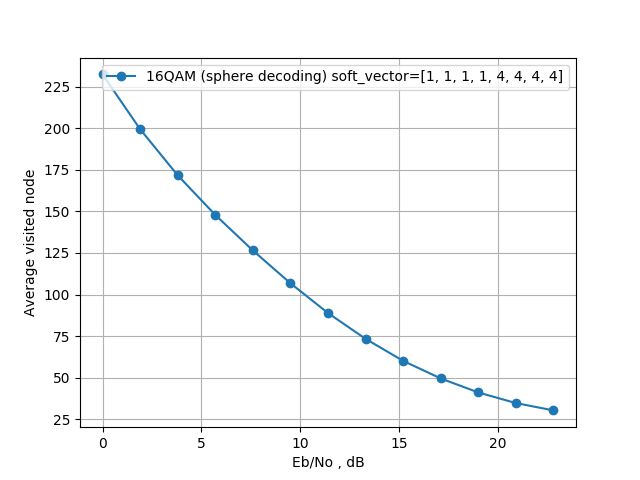 16QAM (sphere decoding) soft_vector=[1, 1, 1, 1, 4, 4, 4, 4]
Average visited node
225
200
175
150
125
100
75
50
25
0 5 10 15 20
Eb/No , dB